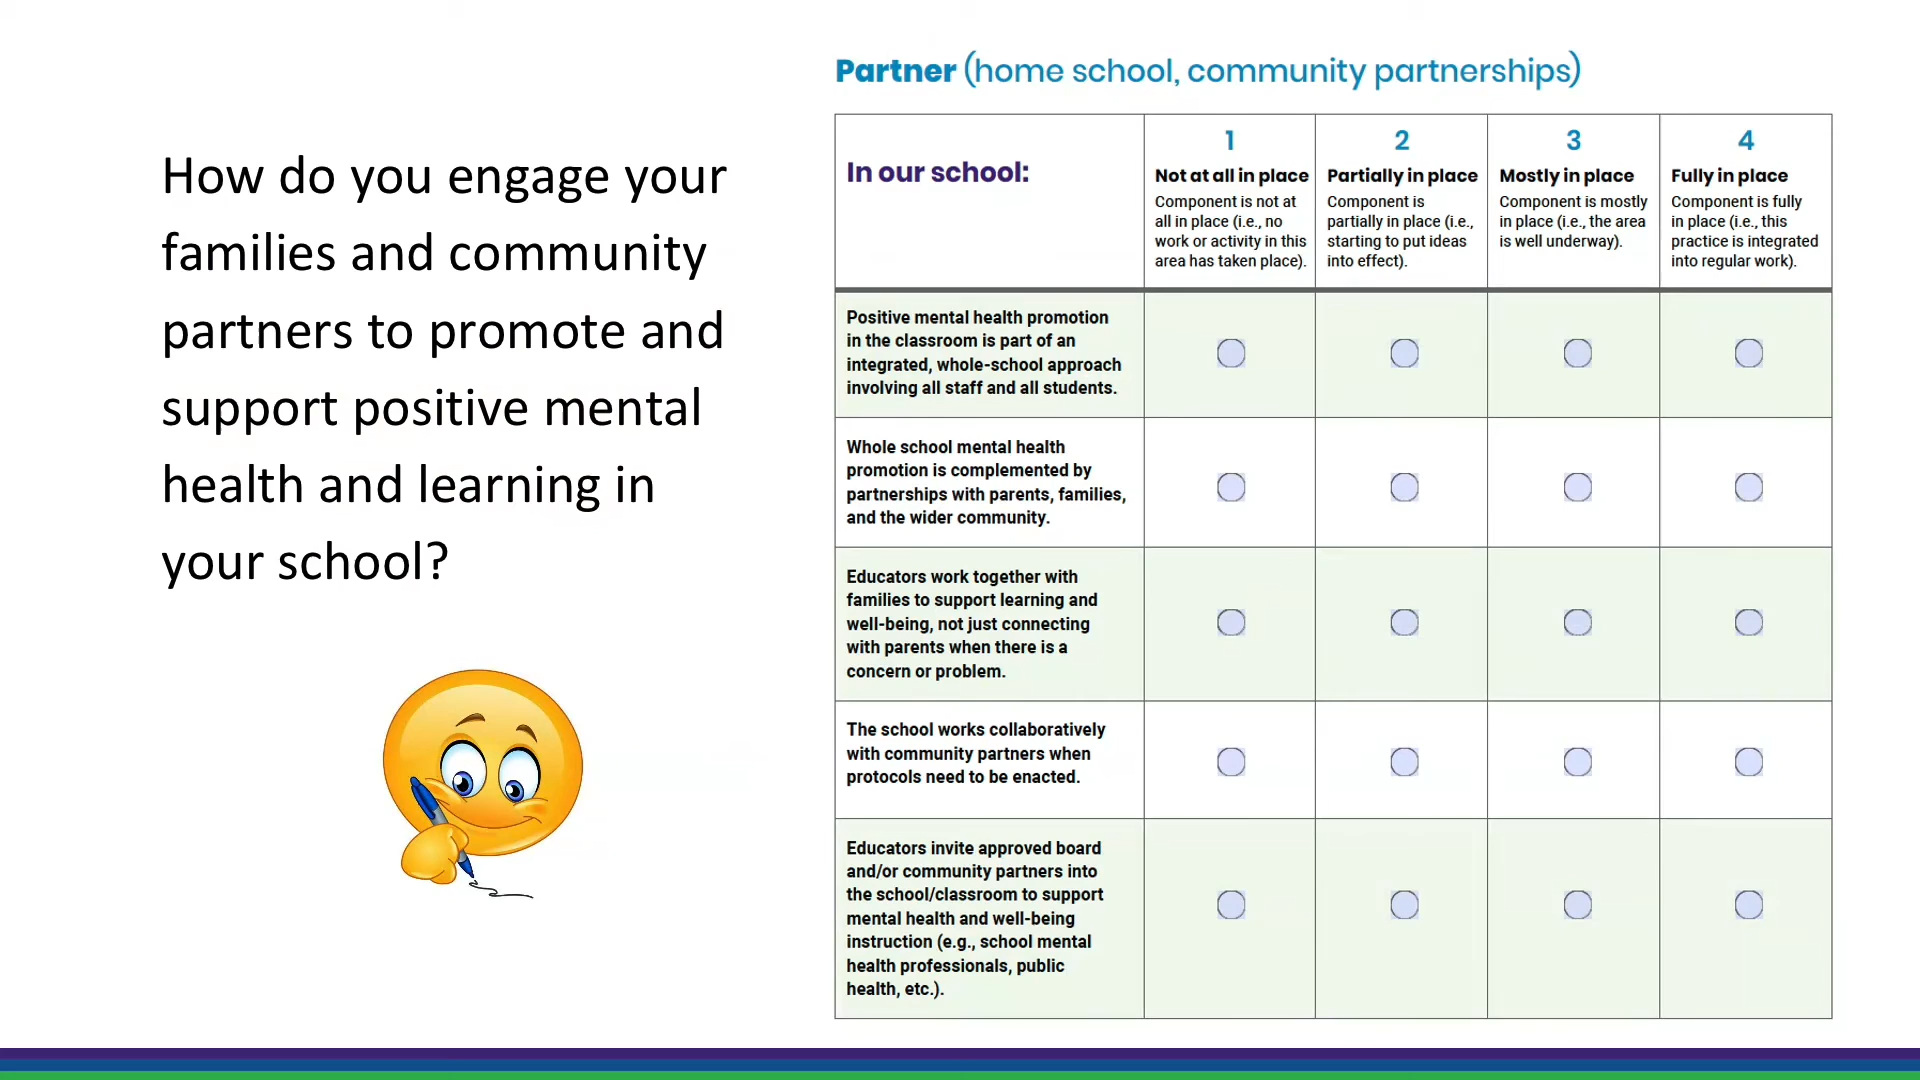 How do you engage your
families and community
partners to promote and
support positive mental
health and learning in
your school?
Partner (home school, community partnerships)
In our school:
1
Not at all in place
Component is not at
all in place (i.e., no
work or activity in this
area has taken place).
2
Partially in place
Component is
partially in place (i.e.,
starting to put ideas
into effect).
3
Mostly in place
Component is mostly
in place (i.e., the area
is well underway).
4
Fully in place
Component is fully
in place (i.e., this
practice is integrated
into regular work).
Positive mental health promotion
in the classroom is part of an
integrated, whole-school approach
involving all staff and all students.
Whole school mental health
promotion is complemented by
partnerships with parents, families,
and the wider community.
Educators work together with
families to support learning and
well-being, not just connecting
with parents when there is a
concern or problem.
The school works collaboratively
with community partners when
protocols need to be enacted.
Educators invite approved board
and/or community partners into
the school/classroom to support
mental health and well-being
instruction (e.g., school mental
health professionals, public
health, etc.).